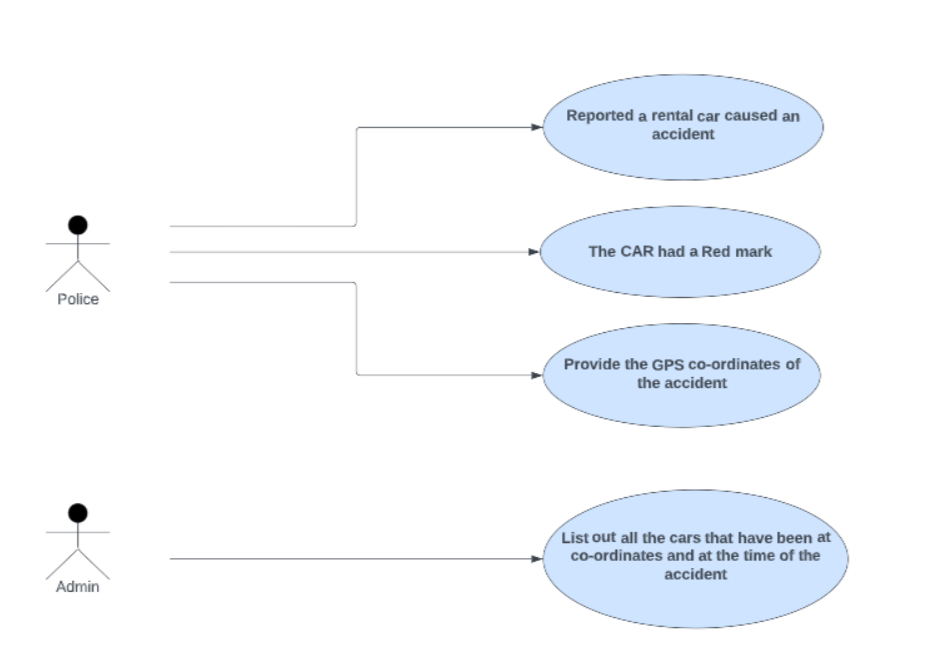 Reported a rental car caused an
accident
The CAR had a Red mark
Police
Provide the GPS co-ordinates of
the accident
List out all the cars that have been at
co-ordinates and at the time of the
accident
Admin